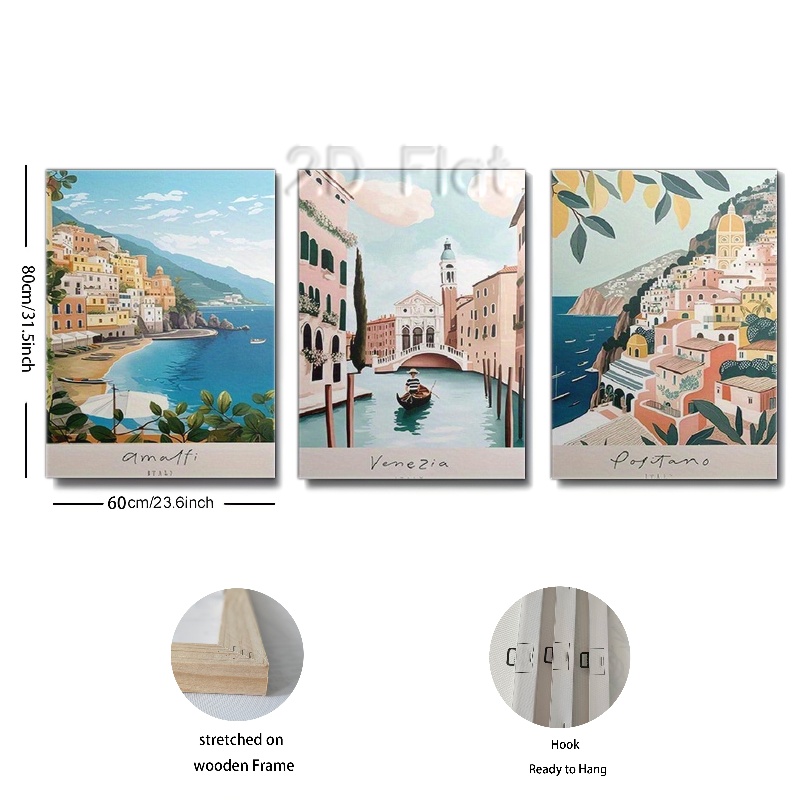 2D Flat
80cm/31.5inch
amalfi
ITALY
Venezia
Positano
60cm/23.6inch
stretched on
wooden Frame
Hook
Ready to Hang